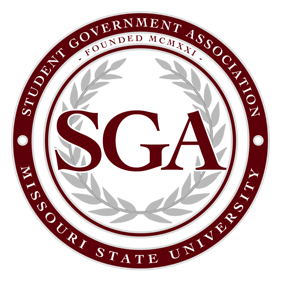 STUDENT GOVERNMENT ASSOCIATION
- FOUNDED MCMXXI -
SGA
MISSOURI STATE UNIVERSITY